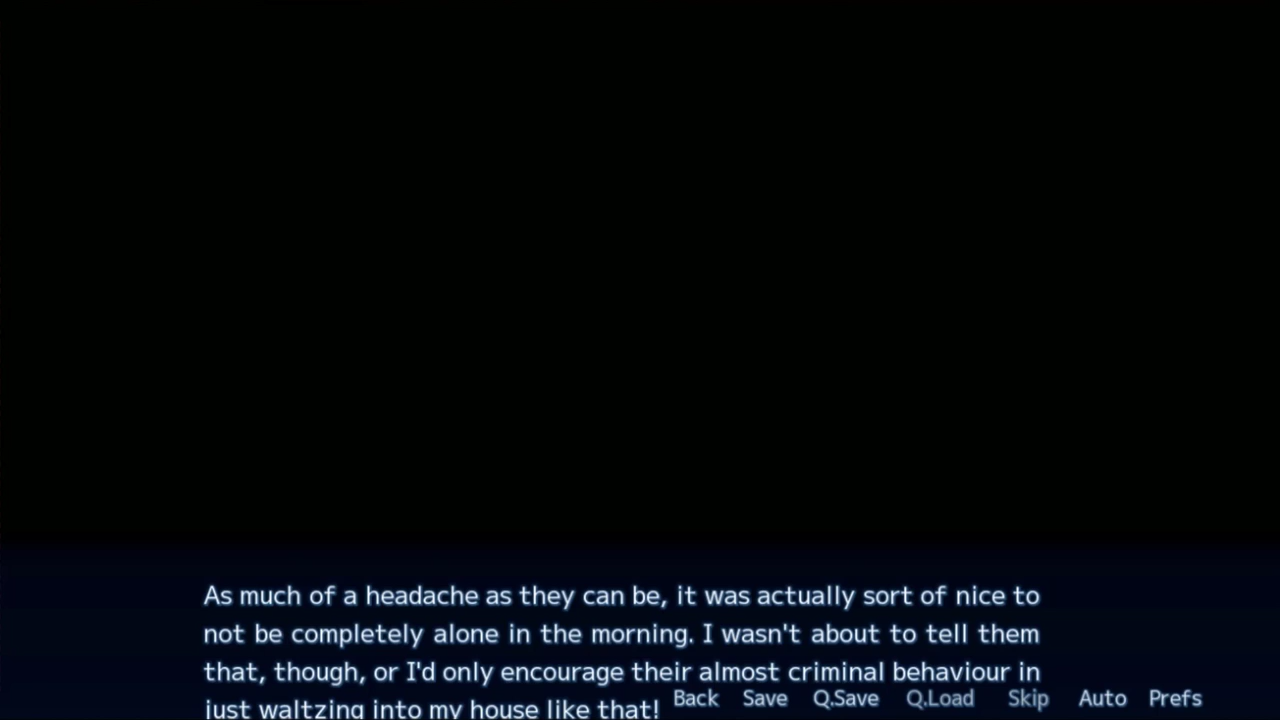 As much of a headache as they can be, it was actually sort of nice to
not be completely alone in the morning. I wasn't about to tell them
that, though, or I'd only encourage their almost criminal behaviour in
just waltzing into my house like that!
Back Save Q.Save Q.Load Skip Auto Prefs